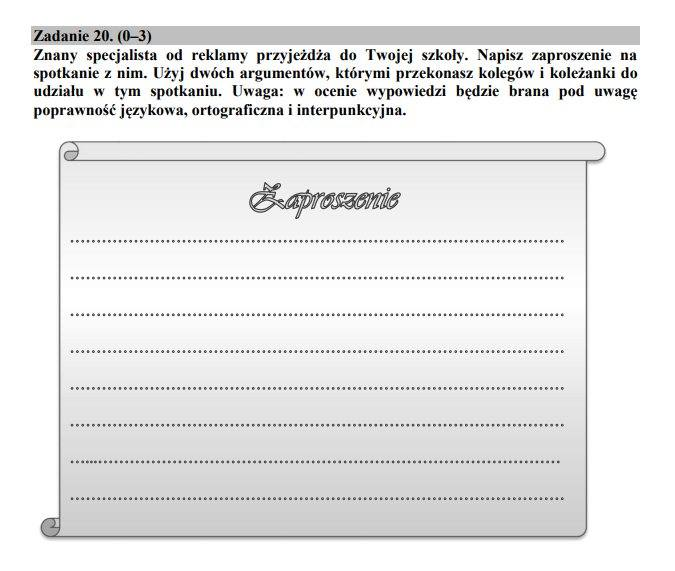 Zadanie 20. (0–3)
Znany specjalista od reklamy przyjeżdża do Twojej szkoły. Napisz zaproszenie na
spotkanie z nim. Użyj dwóch argumentów, którymi przekonasz kolegów i koleżanki do
udziału w tym spotkaniu. Uwaga: w ocenie wypowiedzi będzie brana pod uwagę
poprawność językowa, ortograficzna i interpunkcyjna.
Zaproszenie